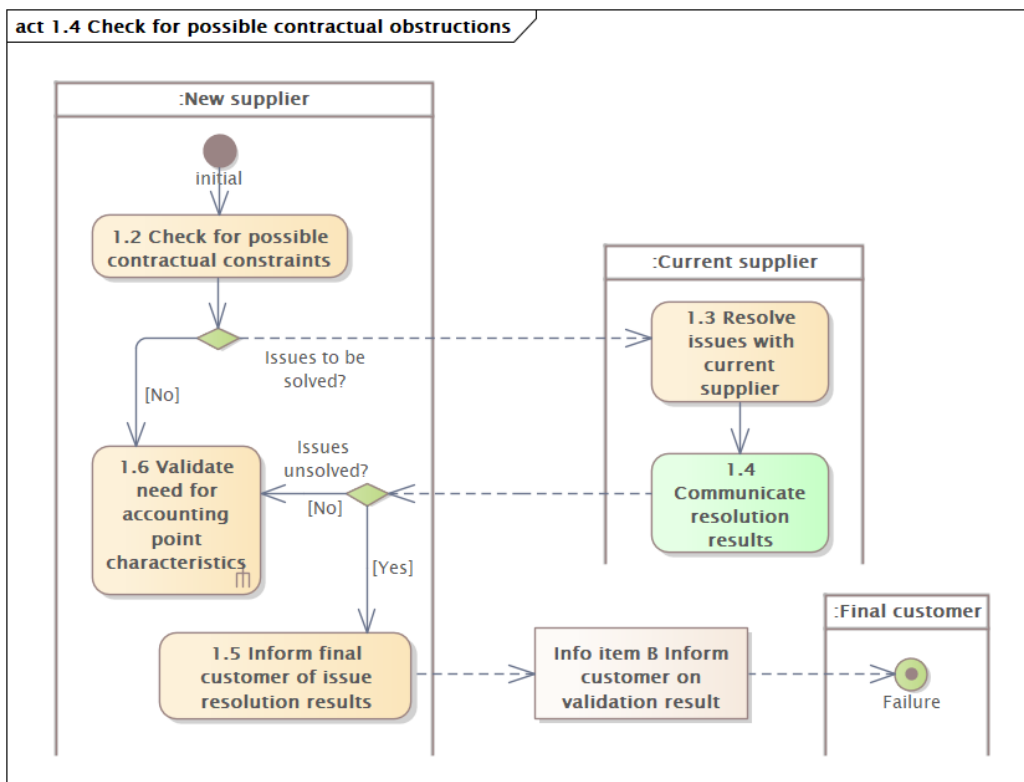 act 1.4 Check for possible contractual obstructions
:New supplier
initial
1.2 Check for possible
contractual constraints
:Current supplier
1.3 Resolve
issues with
current
supplier
Issues to be
solved?
[No]
Issues
unsolved?
[No]
1.6 Validate
need for
accounting
point
characteristics
1.4
Communicate
resolution
results
[Yes]
:Final customer
1.5 Inform final
customer of issue
resolution results
Info item B Inform
customer on
validation result
Failure